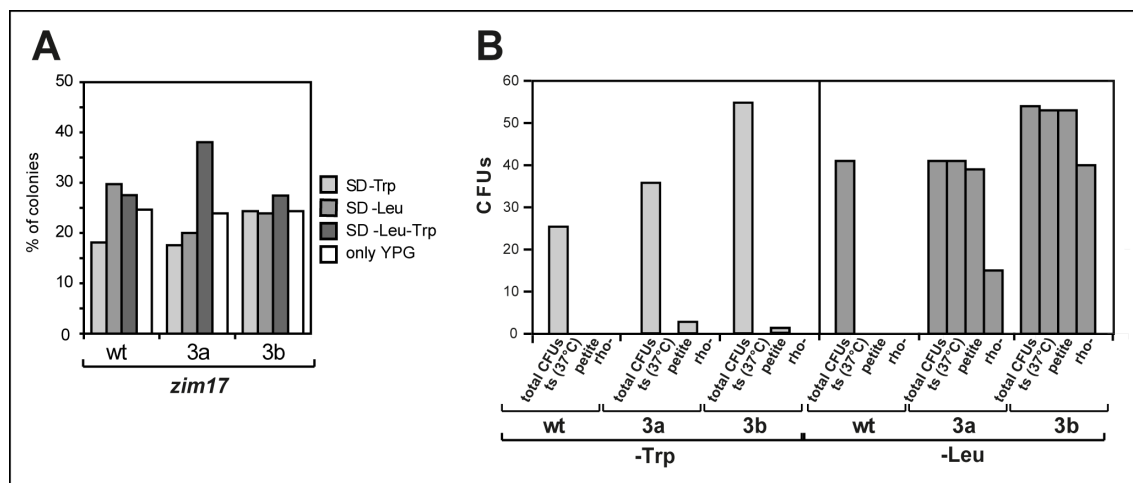 A
50
40
30
20
10
0
% of colonies
wt 3a 3b
zim17
SD-Trp
SD-Leu
SD-Leu-Trp
only YPG
B
60
50
40
30
20
10
0
CFUs
total CFUs
ts (37°C)
petite
rho-
total CFUs
ts (37°C)
petite
rho-
total CFUs
ts (37°C)
petite
rho-
total CFUs
ts (37°C)
petite
rho-
total CFUs
ts (37°C)
petite
rho-
total CFUs
ts (37°C)
petite
rho-
wt 3a 3b wt 3a 3b
-Trp -Leu